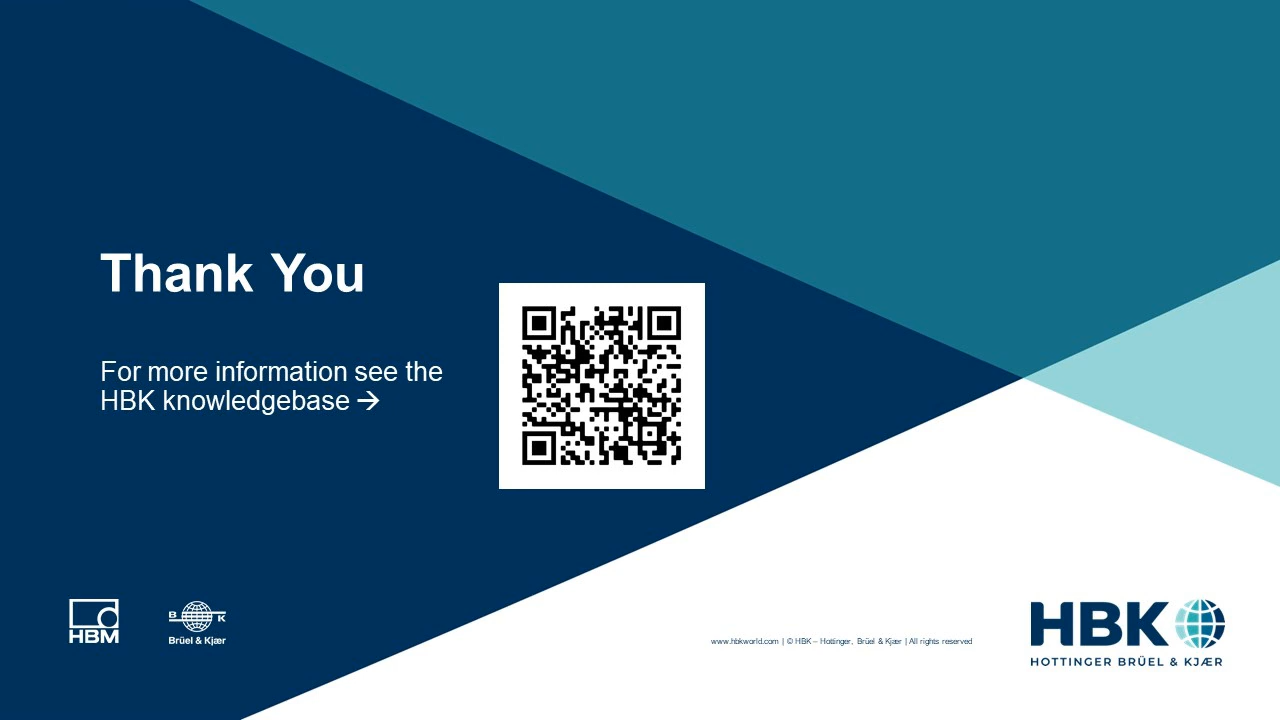 Thank You
For more information see the
HBK knowledgebase →
HBM
B K
Brüel & Kjær
www.hbkworld.com | © HBK – Hottinger, Brüel & Kjær | All rights reserved
HBK
HOTTINGER BRÜEL & KJÆR